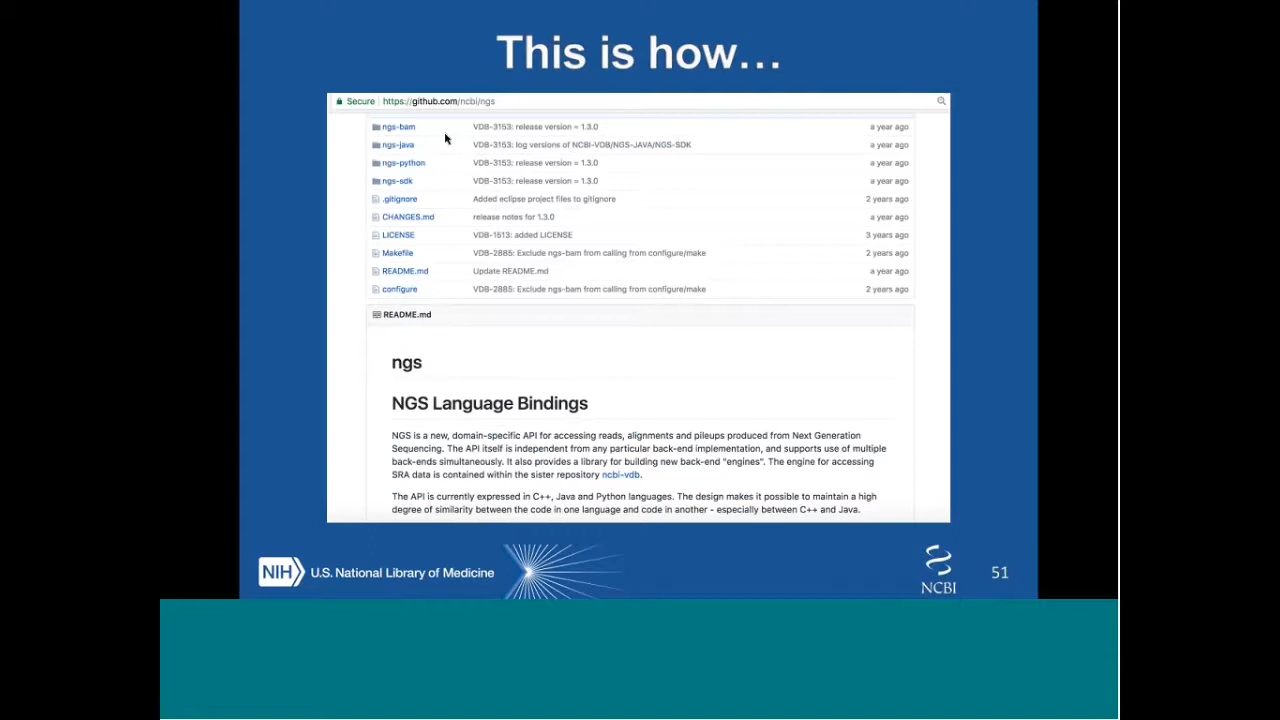 This is how...
Secure | https://github.com/ncbi/ngs
ngs-bam VDB-3153: release version = 1.3.0 a year ago
ngs-java VDB-3153: log versions of NCBI-VDB/NGS-JAVA/NGS-SDK a year ago
ngs-python VDB-3153: release version = 1.3.0 a year ago
ngs-sdk VDB-3153: release version = 1.3.0 a year ago
.gitignore Added eclipse project files to gitignore 2 years ago
CHANGES.md release notes for 1.3.0 a year ago
LICENSE VDB-1513: added LICENSE 3 years ago
Makefile VDB-2885: Exclude ngs-bam from calling from configure/make 2 years ago
README.md Update README.md a year ago
configure VDB-2885: Exclude ngs-bam from calling from configure/make 2 years ago
README.md
ngs
NGS Language Bindings
NGS is a new, domain-specific API for accessing reads, alignments and pileups produced from Next Generation
Sequencing. The API itself is independent from any particular back-end implementation, and supports use of multiple
back-ends simultaneously. It also provides a library for building new back-end "engines". The engine for accessing
SRA data is contained within the sister repository ncbi-vdb.
The API is currently expressed in C++, Java and Python languages. The design makes it possible to maintain a high
degree of similarity between the code in one language and code in another - especially between C++ and Java.
NIH U.S. National Library of Medicine
NCBI
51